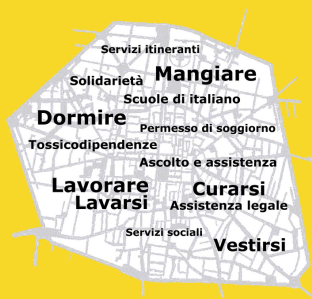 Servizi itineranti
Mangiare
Solidarietà
Scuole di italiano
Dormire
Permesso di soggiorno
Tossicodipendenze
Ascolto e assistenza
Lavorare
Curarsi
Lavarsi
Assistenza legale
Servizi sociali
Vestirsi